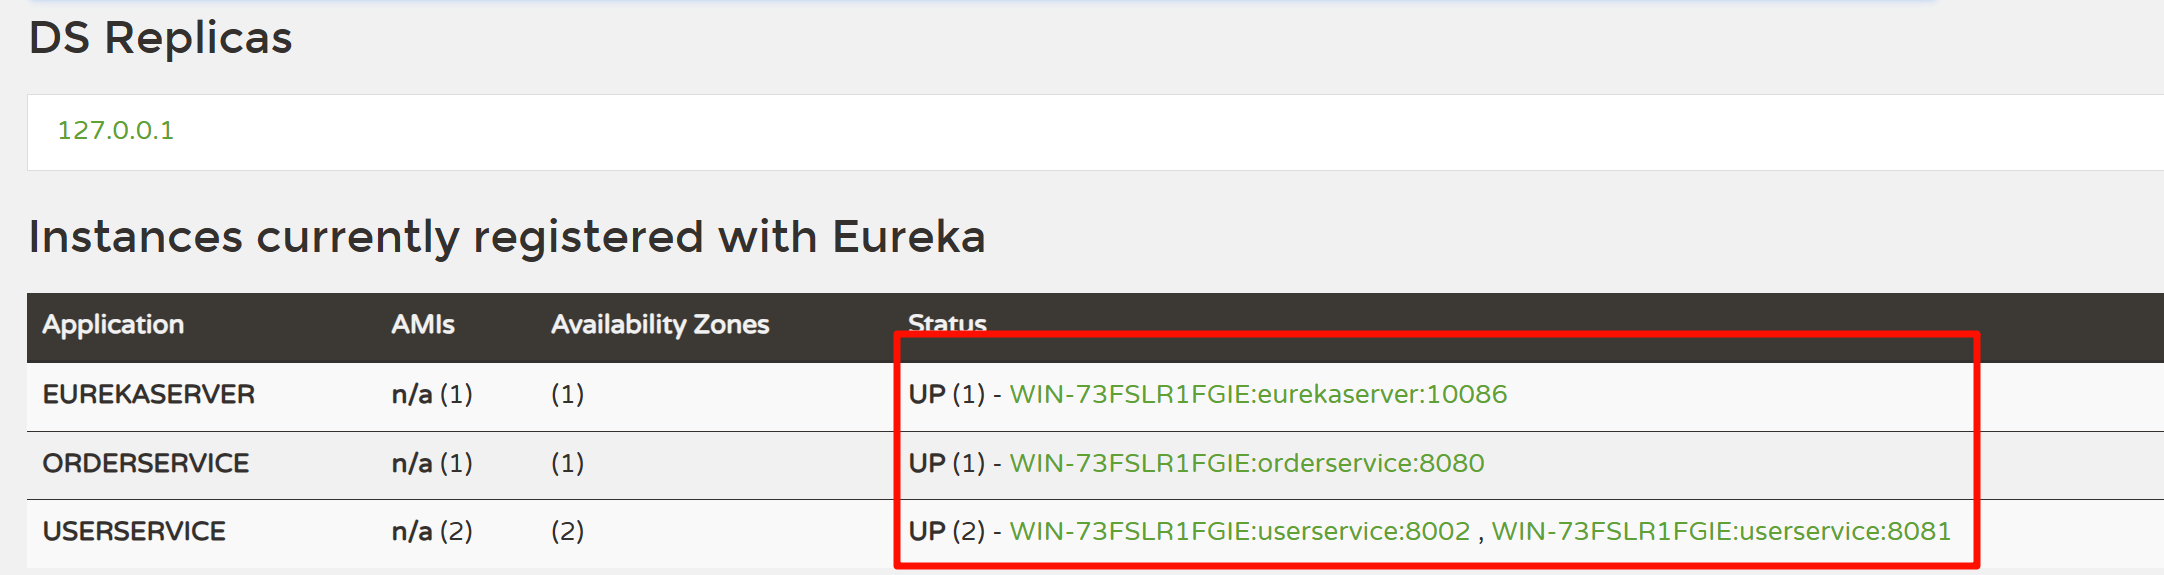 DS Replicas
127.0.0.1
Instances currently registered with Eureka
Application AMIs Availability Zones Status
EUREKASERVER n/a (1) (1) UP (1) - WIN-73FSLR1FGIE:eurekaserver:10086
ORDERSERVICE n/a (1) (1) UP (1) - WIN-73FSLR1FGIE:orderservice:8080
USERSERVICE n/a (2) (2) UP (2) - WIN-73FSLR1FGIE:userservice:8002 , WIN-73FSLR1FGIE:userservice:8081